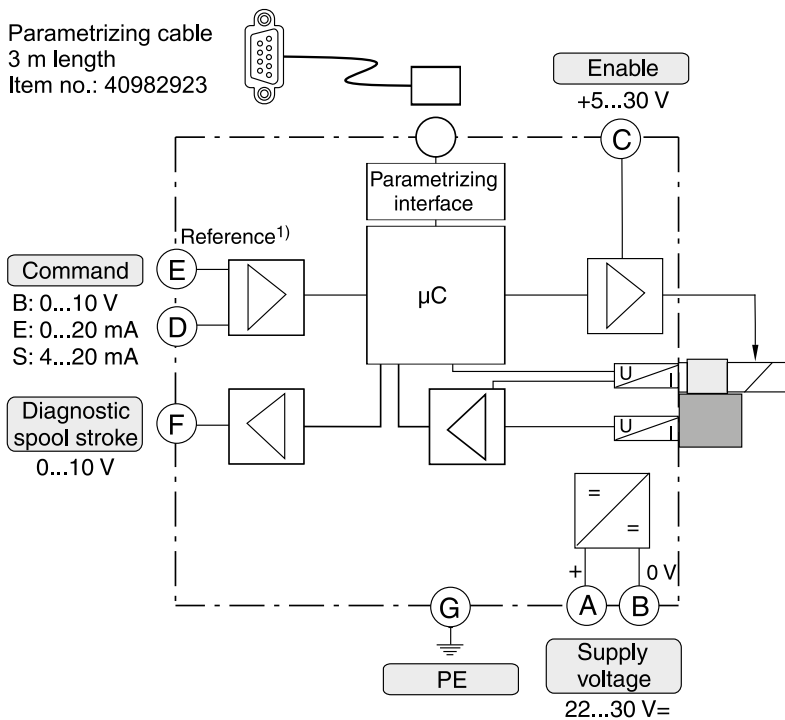 Parametrizing cable
3 m length
Item no.: 40982923
Enable
+5...30 V
C
Parametrizing
interface
Reference1)
Command
E
B: 0...10 V
E: 0...20 mA
S: 4...20 mA
D
µC
U
I
Diagnostic
spool stroke
0...10 V
F
U
I
=
=
+
0 V
G
A
B
PE
Supply
voltage
22...30 V=